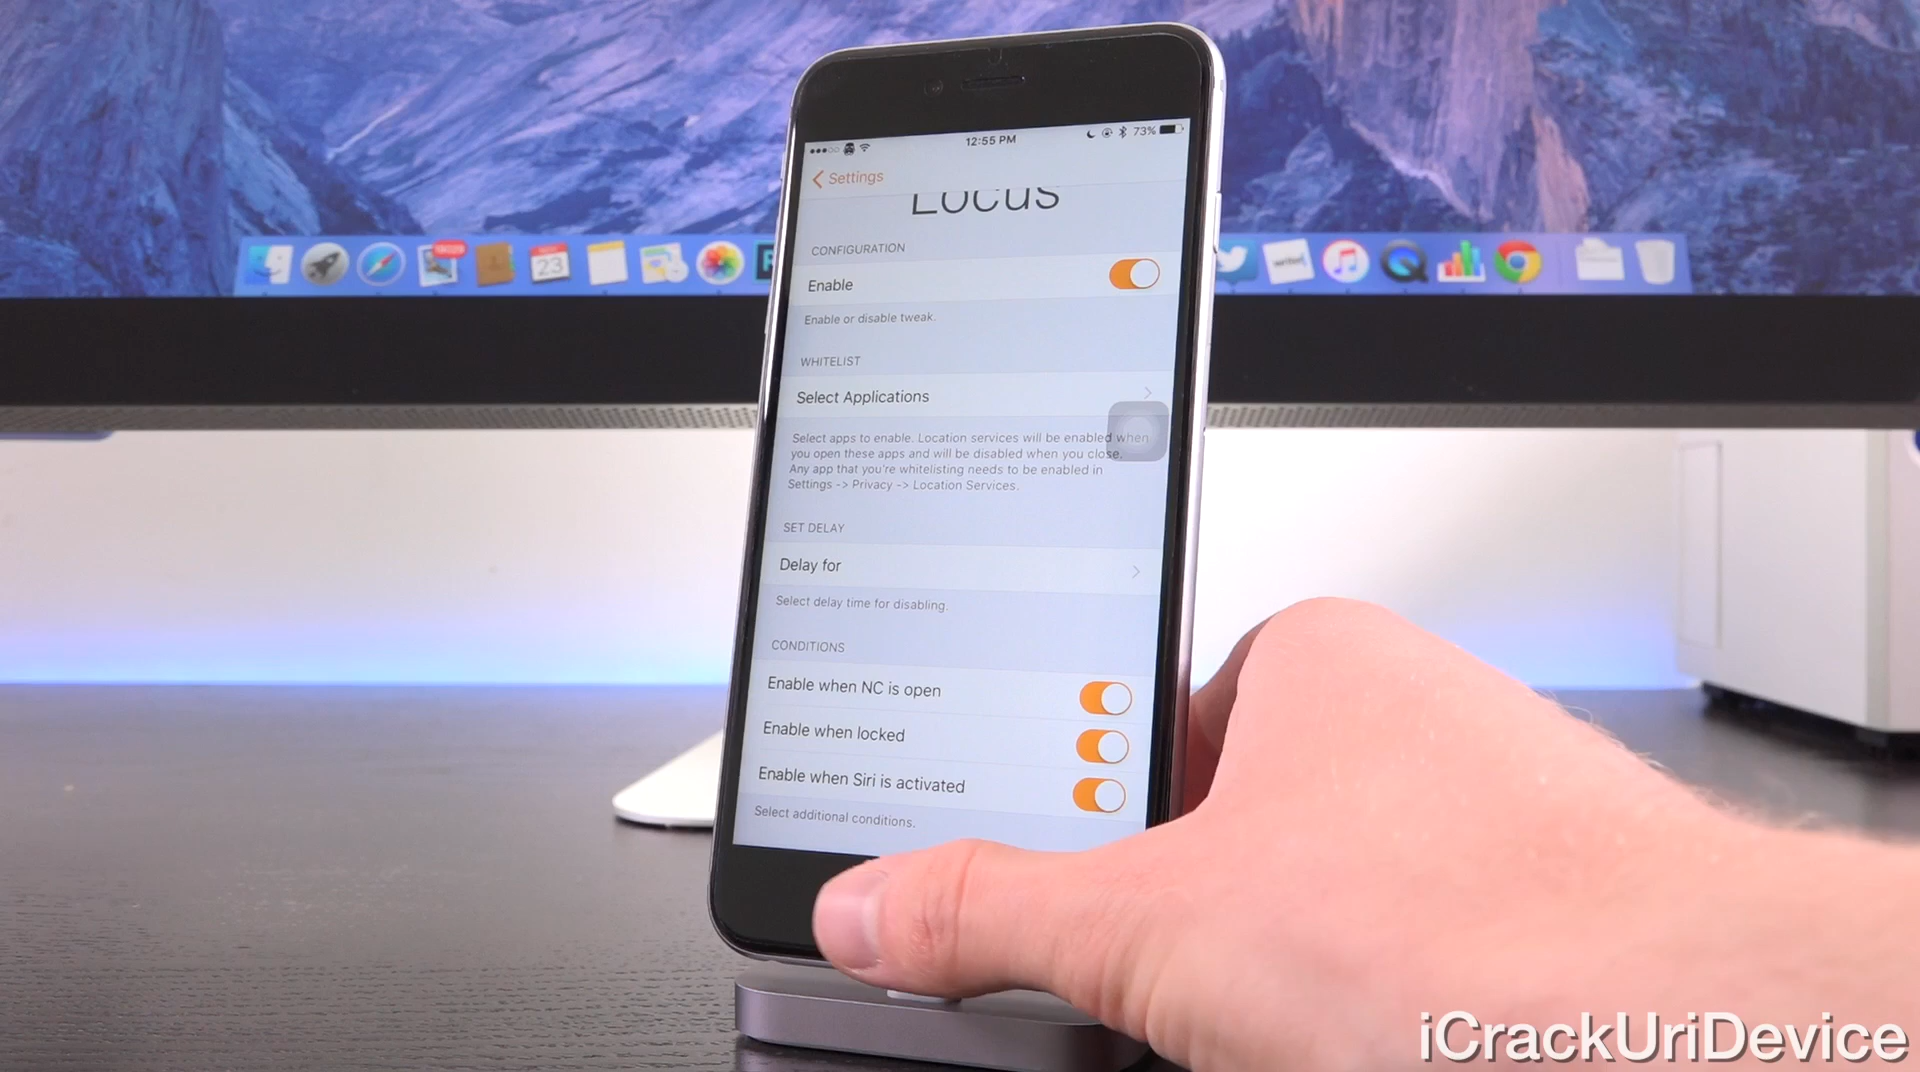 12:55 PM
73%
Settings
Locus
CONFIGURATION
Enable
Enable or disable tweak.
WHITELIST
Select Applications
Select apps to enable. Location services will be enabled when
you open these apps and will be disabled when you close.
Any app that you're whitelisting needs to be enabled in
Settings -> Privacy -> Location Services.
SET DELAY
Delay for
Select delay time for disabling.
CONDITIONS
Enable when NC is open
Enable when locked
Enable when Siri is activated
Select additional conditions.
23
iCrackUriDevice